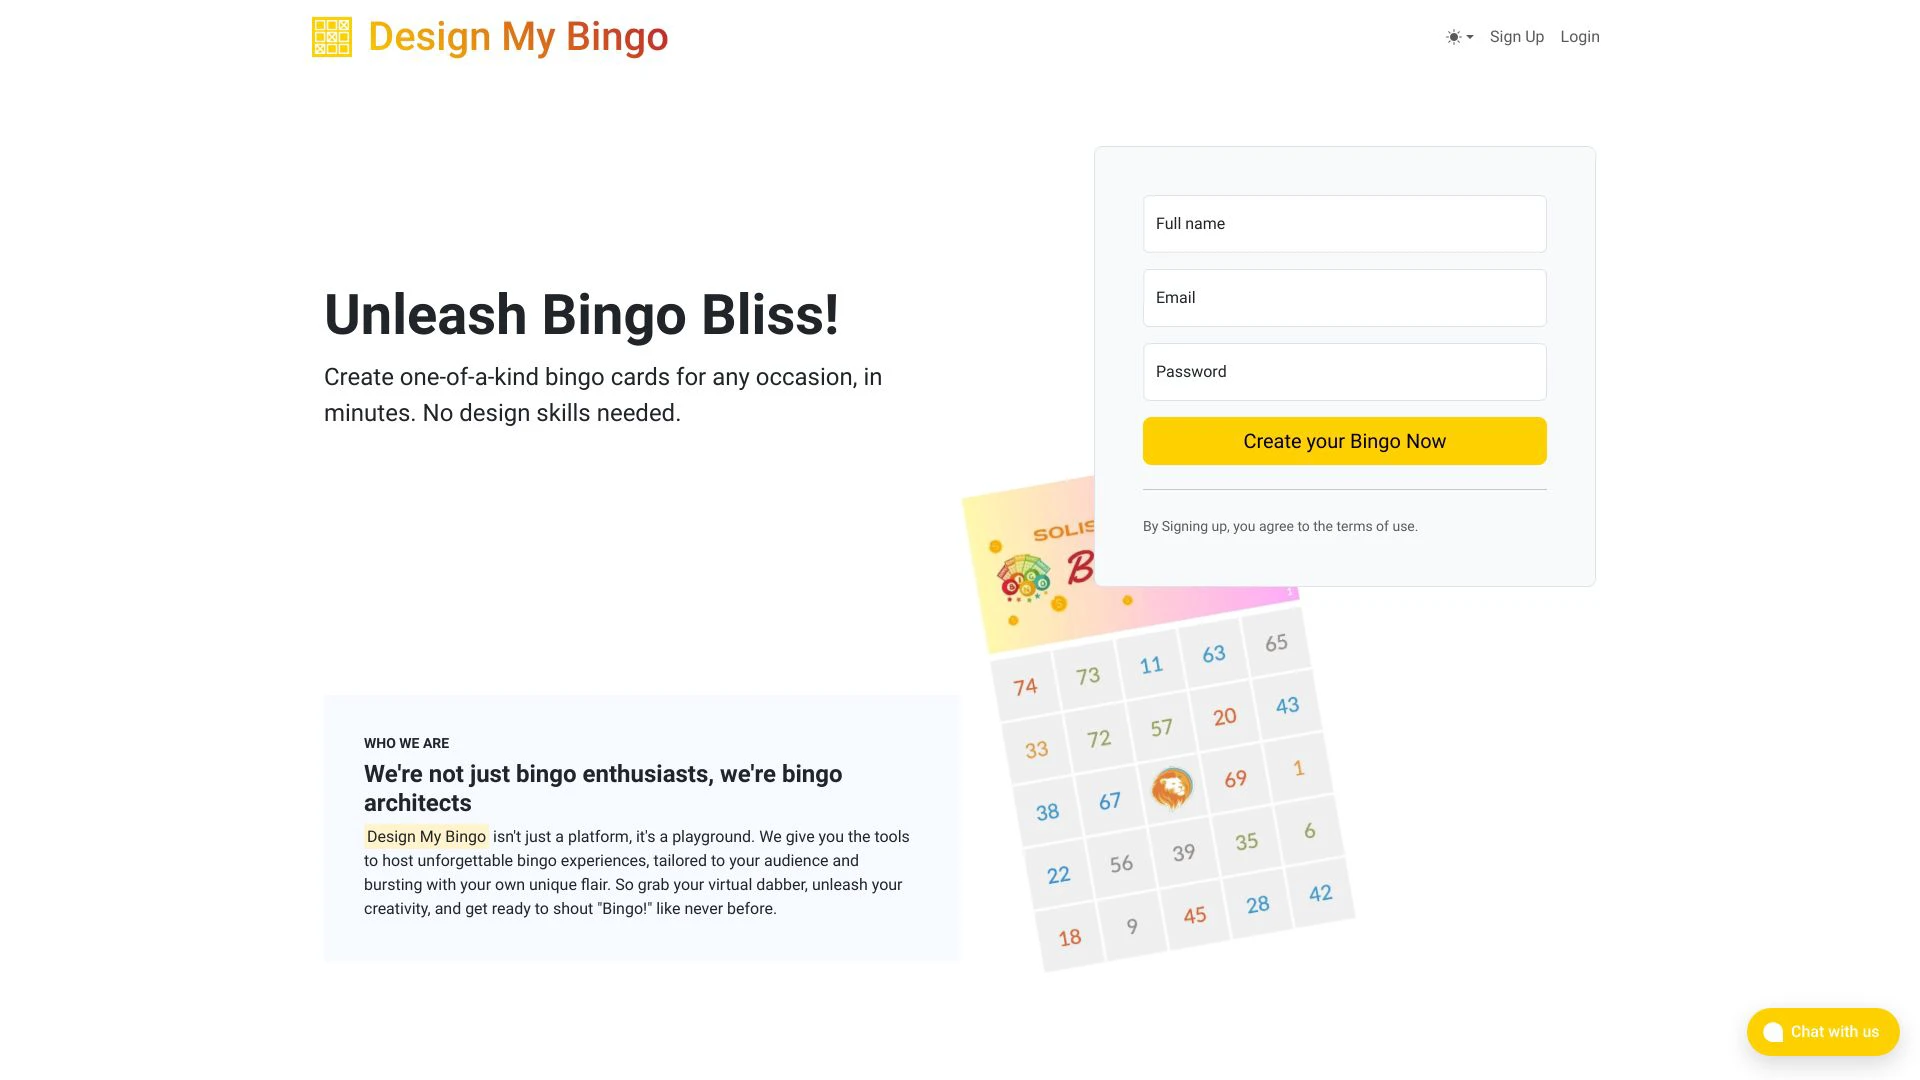 Design My Bingo
Sign Up
Login
Full name
Email
Password
Create your Bingo Now
By Signing up, you agree to the terms of use.
Unleash Bingo Bliss!
Create one-of-a-kind bingo cards for any occasion, in
minutes. No design skills needed.
SOLIS
B
1
74 73 11 63 65
33 72 57 20 43
38 67 69 1
22 56 39 35 6
18 9 45 28 42
WHO WE ARE
We're not just bingo enthusiasts, we're bingo
architects
Design My Bingo isn't just a platform, it's a playground. We give you the tools
to host unforgettable bingo experiences, tailored to your audience and
bursting with your own unique flair. So grab your virtual dabber, unleash your
creativity, and get ready to shout "Bingo!" like never before.
Chat with us